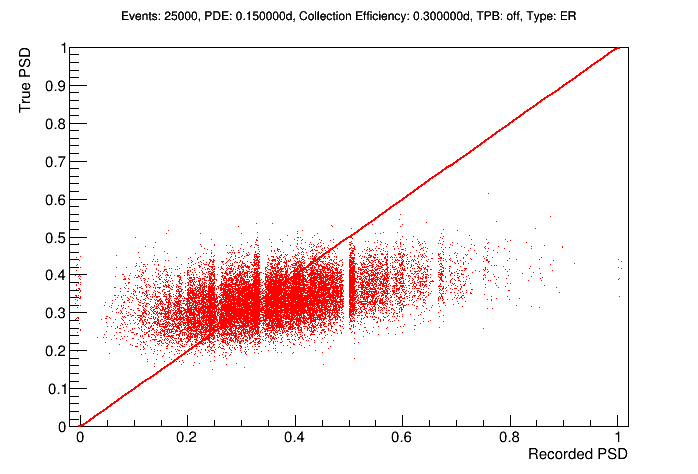 Events: 25000, PDE: 0.150000d, Collection Efficiency: 0.300000d, TPB: off, Type: ER
True PSD
1
0.9
0.8
0.7
0.6
0.5
0.4
0.3
0.2
0.1
0
0 0.2 0.4 0.6 0.8 1
Recorded PSD